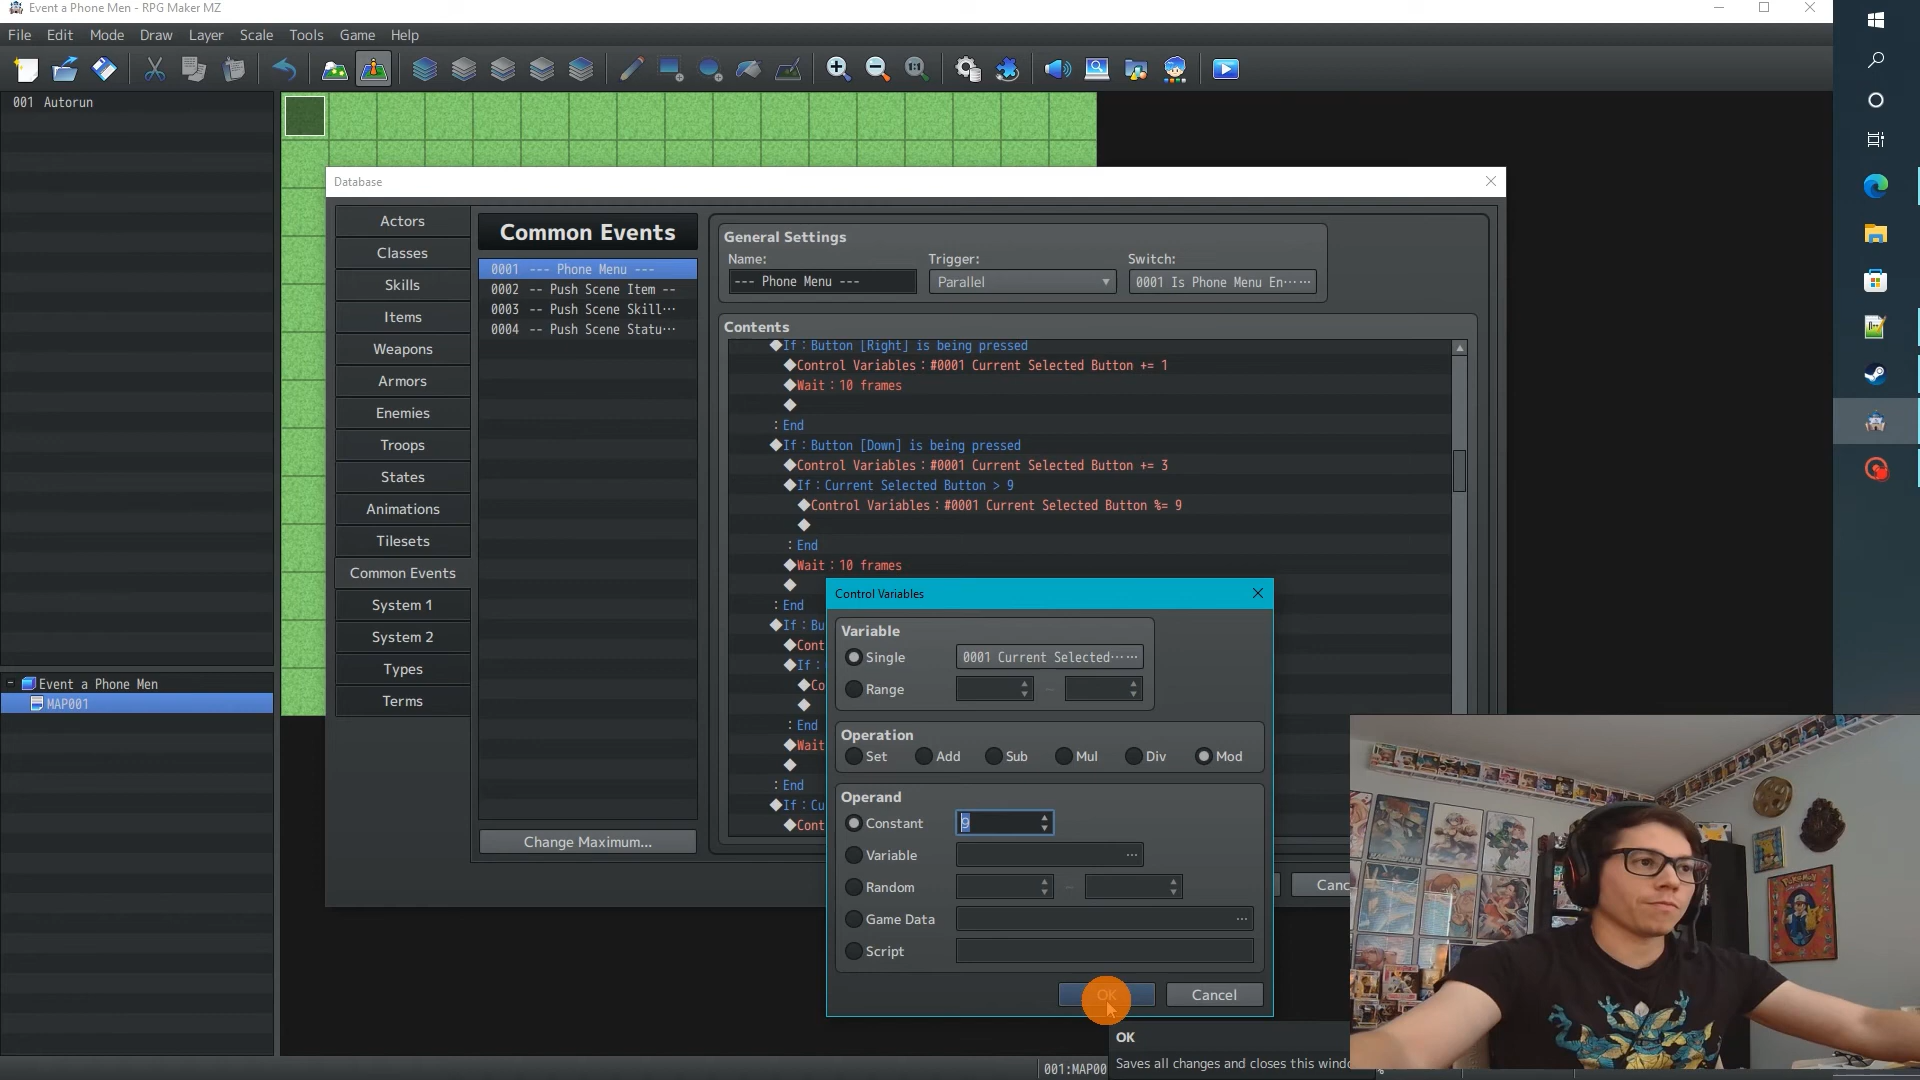 Event a Phone Men - RPG Maker MZ
File Edit Mode Draw Layer Scale Tools Game Help
001 Autorun
Database
Actors
Classes
Skills
Items
Weapons
Armors
Enemies
Troops
States
Animations
Tilesets
Common Events
System 1
System 2
Types
Terms
Common Events
0001 --- Phone Menu ---
0002 -- Push Scene Item --
0003 -- Push Scene Skill…
0004 -- Push Scene Statu…
Change Maximum...
General Settings
Name: Trigger: Switch:
--- Phone Menu --- Parallel 0001 Is Phone Menu En… …
Contents
◆If：Button [Right] is being pressed
◆Control Variables：#0001 Current Selected Button += 1
◆Wait：10 frames
◆
：End
◆If：Button [Down] is being pressed
◆Control Variables：#0001 Current Selected Button += 3
◆If：Current Selected Button > 9
◆Control Variables：#0001 Current Selected Button %= 9
◆
：End
◆Wait：10 frames
◆
：End
◆If：Bu
◆Cont
◆If：
◆Co
◆
：End
◆Wait
◆
：End
◆If：Cu
◆Cont
Canc
Control Variables
Variable
Single 0001 Current Selected… …
Range ~
Operation
Set Add Sub Mul Div Mod
Operand
Constant 9
Variable …
Random ~
Game Data …
Script
OK Cancel
OK
Saves all changes and closes this windo
Event a Phone Men
MAP001
001:MAP00
%